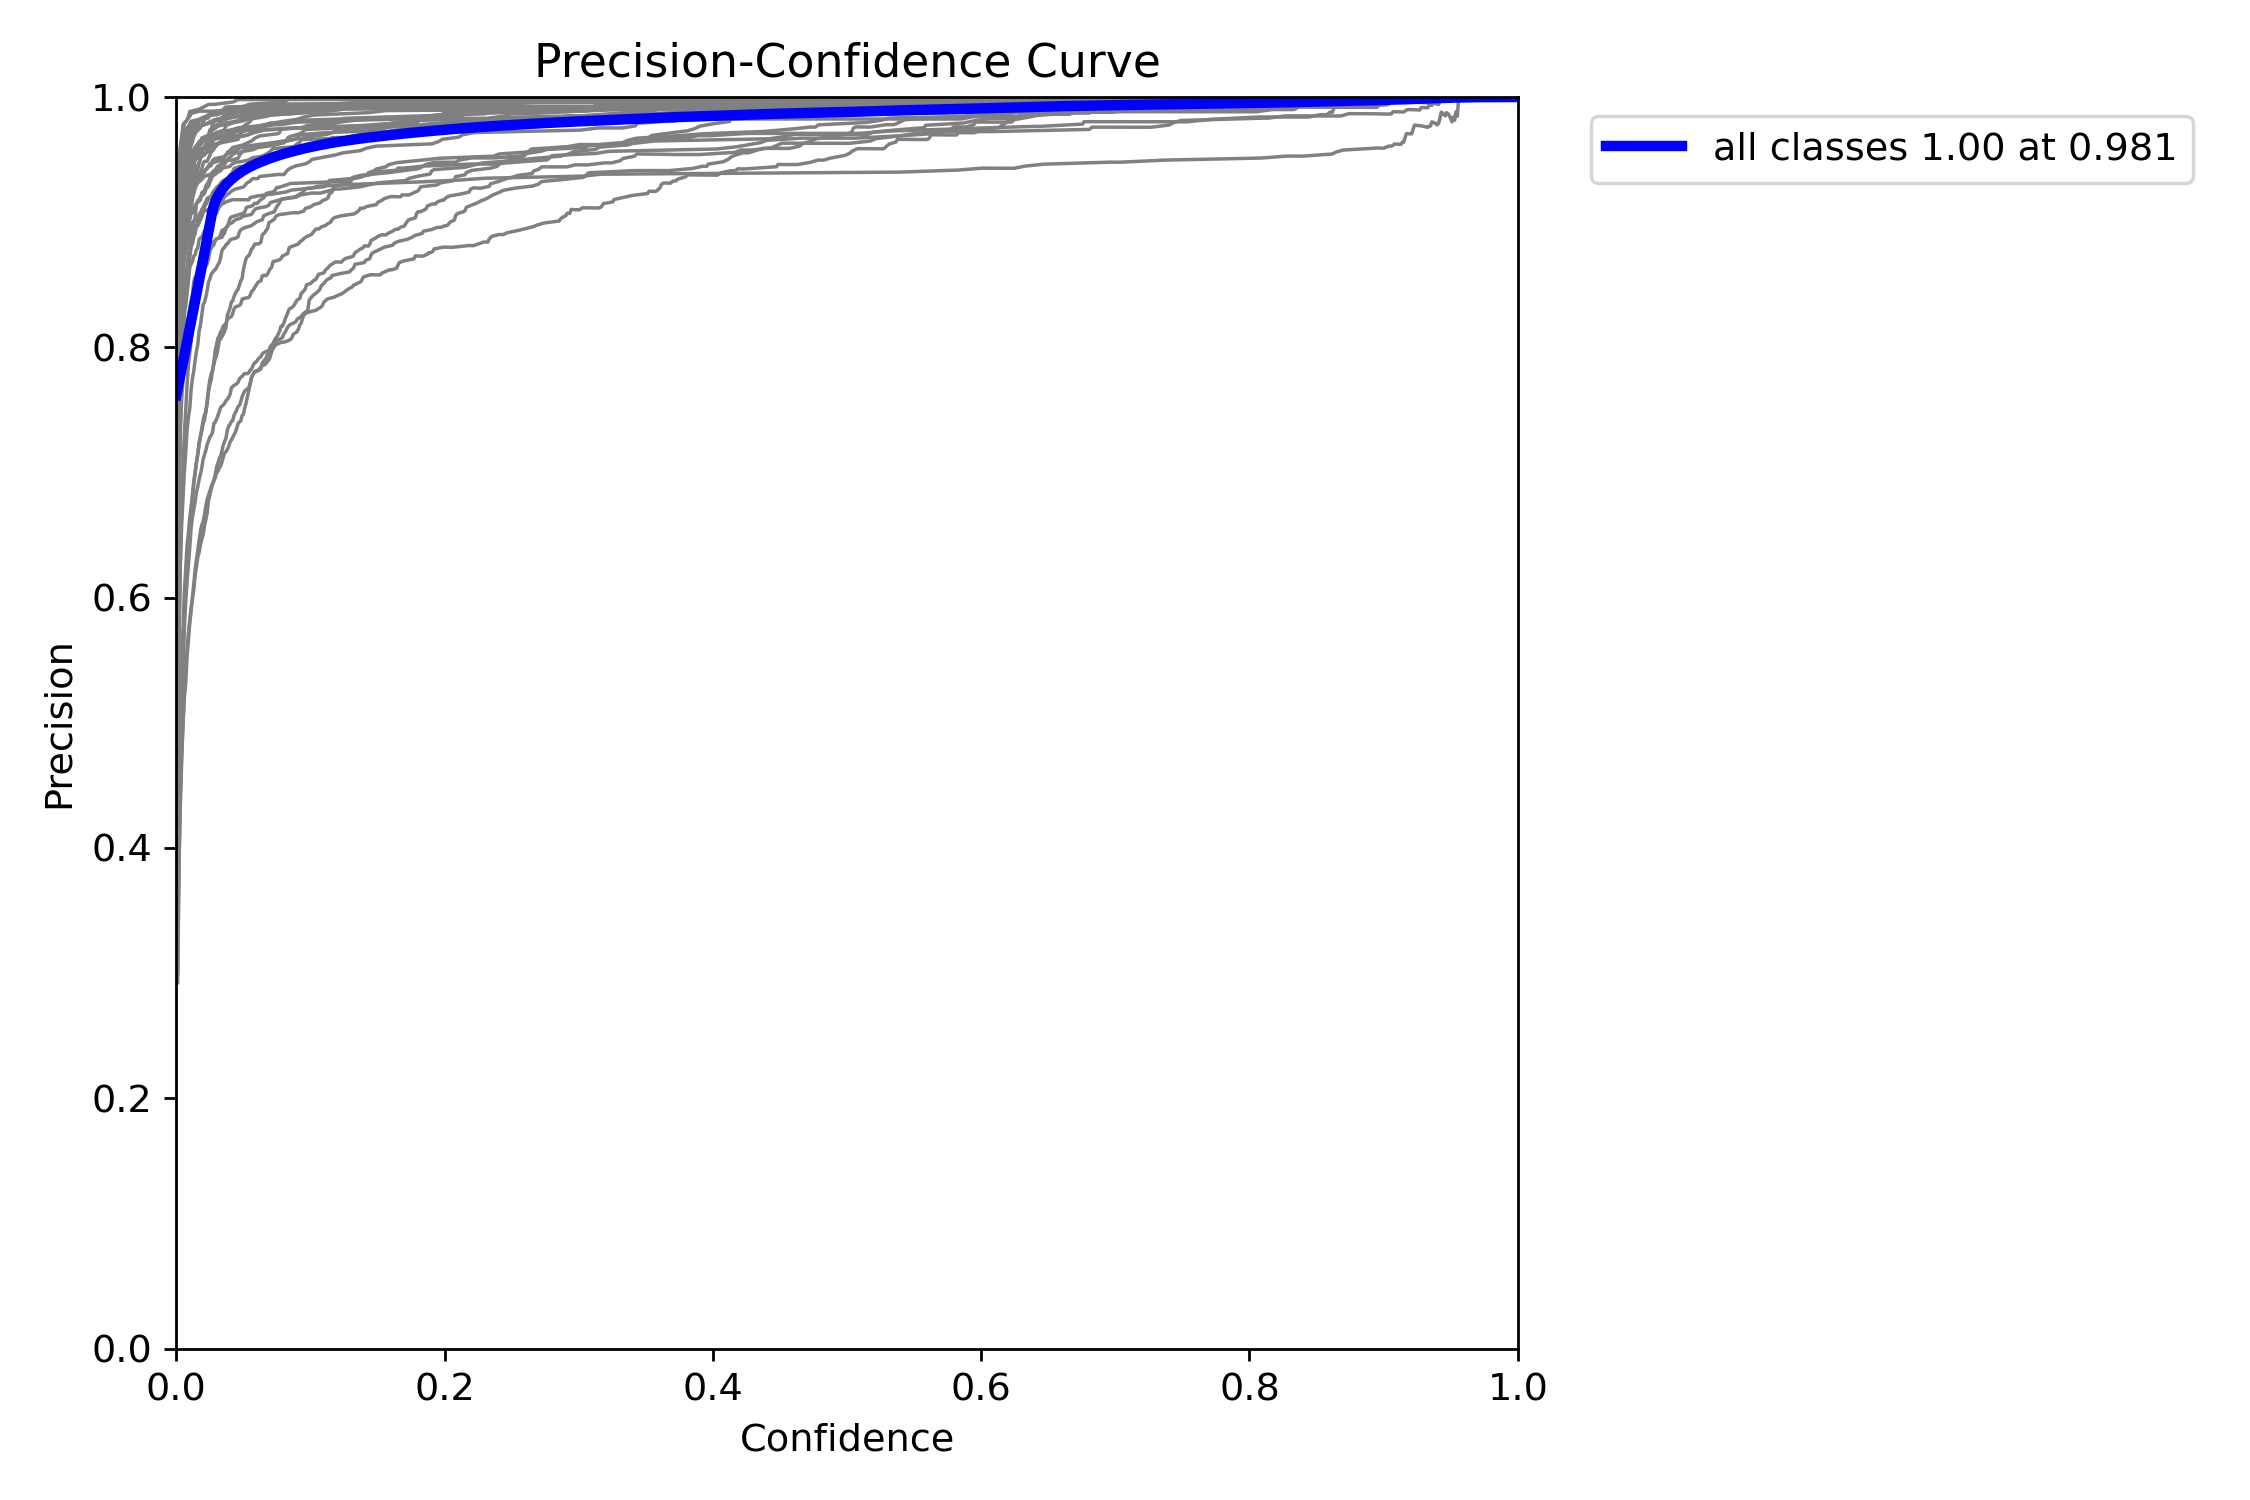 Precision-Confidence Curve
all classes 1.00 at 0.981
Precision
1.0
0.8
0.6
0.4
0.2
0.0
0.0 0.2 0.4 0.6 0.8 1.0
Confidence